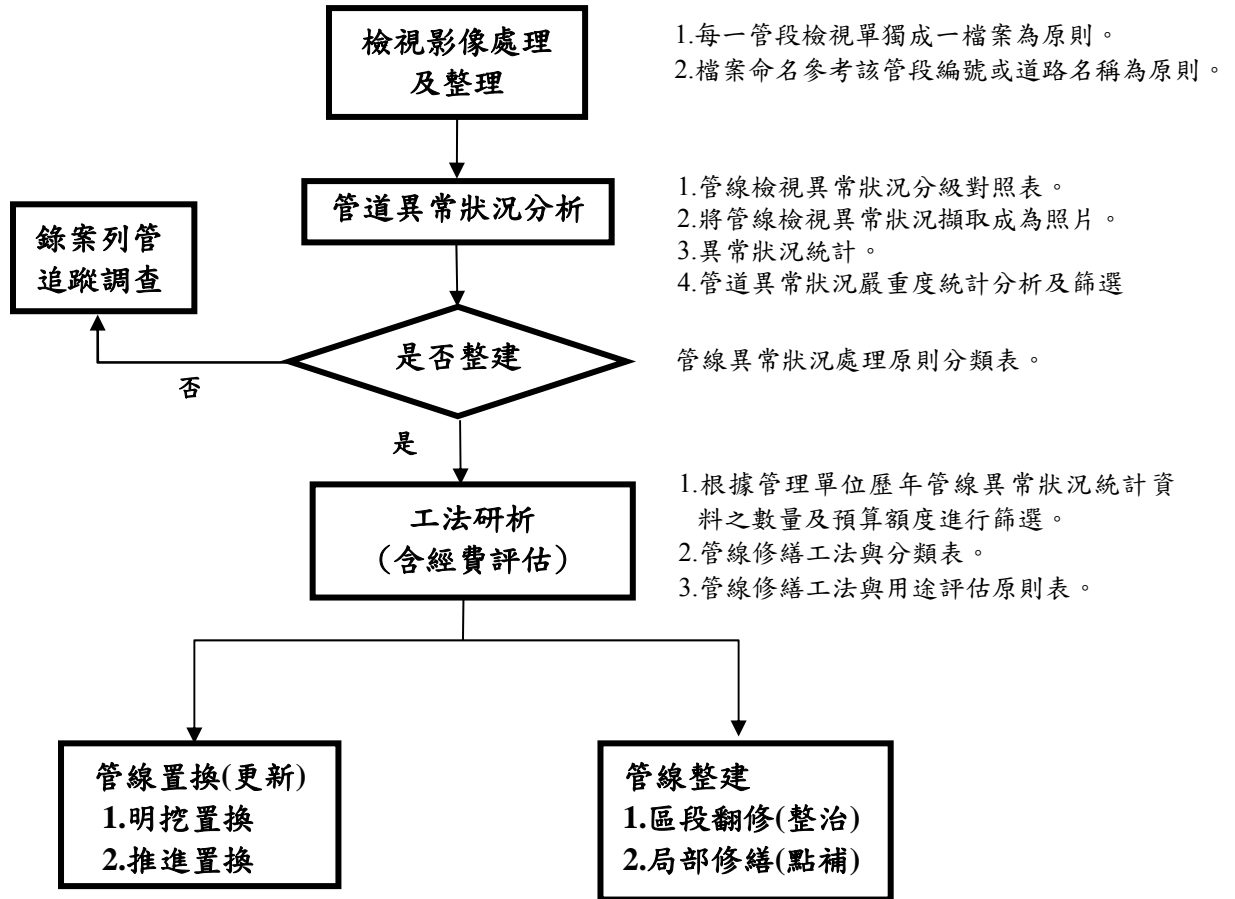 檢視影像處理
及整理
1.每一管段檢視單獨成一檔案為原則。
2.檔案命名參考該管段編號或道路名稱為原則。
管道異常狀況分析
1.管線檢視異常狀況分級對照表。
2.將管線檢視異常狀況擷取成為照片。
3.異常狀況統計。
4.管道異常狀況嚴重度統計分析及篩選
錄案列管
追蹤調查
是否整建
管線異常狀況處理原則分類表。
否
是
工法研析
（含經費評估）
1.根據管理單位歷年管線異常狀況統計資
料之數量及預算額度進行篩選。
2.管線修繕工法與分類表。
3.管線修繕工法與用途評估原則表。
管線置換(更新)
1.明挖置換
2.推進置換
管線整建
1.區段翻修(整治)
2.局部修繕(點補)